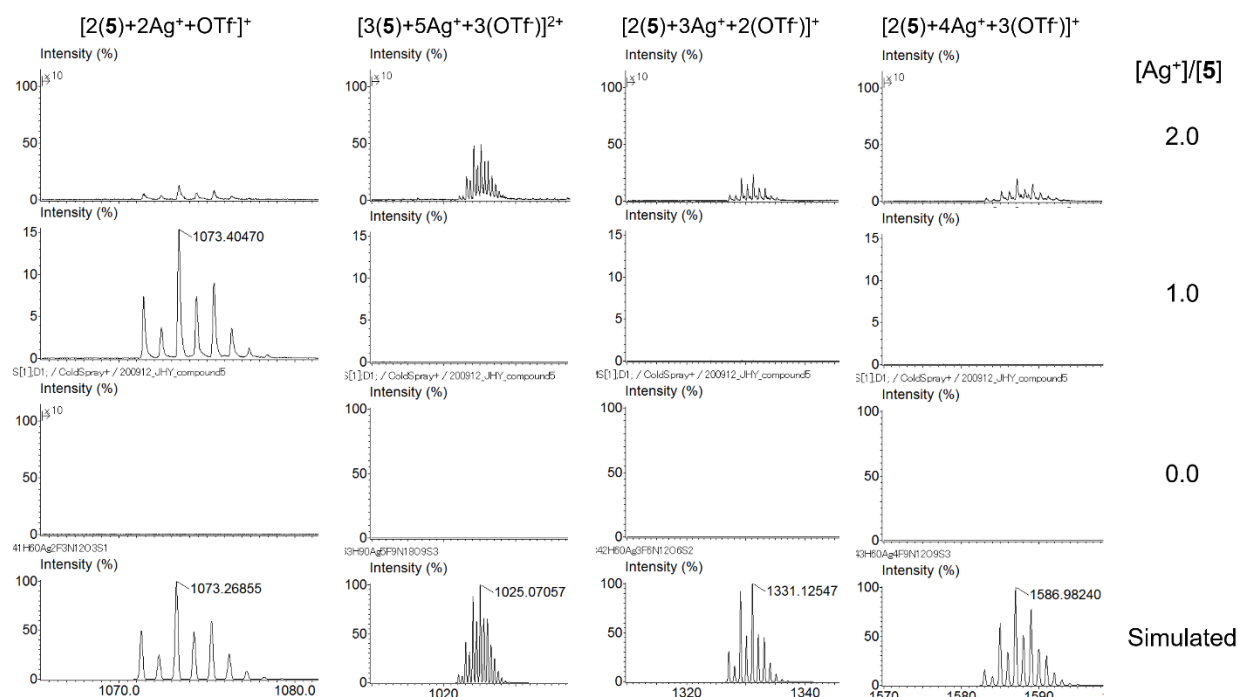 [2(5)+2Ag⁺+OTf⁻]⁺ [3(5)+5Ag⁺+3(OTf⁻)]²⁺ [2(5)+3Ag⁺+2(OTf⁻)]⁺ [2(5)+4Ag⁺+3(OTf⁻)]⁺
Intensity (%) Intensity (%) Intensity (%) Intensity (%)
[Ag⁺]/[5]
x10 x10 x10 x10
100 100 100 100
2.0
50 50 50 50
0 0 0 0
Intensity (%) Intensity (%) Intensity (%) Intensity (%)
15 1073.40470 15 15 15
10 10 10 10
1.0
5 5 5 5
0 0 0 0
S[1]D1; / ColdSpray+ / 200912_JHY_compound5 S[1]D1; / ColdSpray+ / 200912_JHY_compound5 S[1]D1; / ColdSpray+ / 200912_JHY_compound5 S[1]D1; / ColdSpray+ / 200912_JHY_compound5
Intensity (%) Intensity (%) Intensity (%) Intensity (%)
x10
100 100 100 100
50 50 50 50
0.0
0 0 0 0
41H60Ag2F3N12O3S1 3H90Ag5F9N18O9S3 42H60Ag3F6N12O6S2 43H60Ag4F9N12O9S3
Intensity (%) Intensity (%) Intensity (%) Intensity (%)
100 1073.26855 100 1025.07057 100 1331.12547 100 1586.98240
50 50 50 50
Simulated
0 0 0 0
1070.0 1080.0 1020 1320 1340 1570 1580 1590